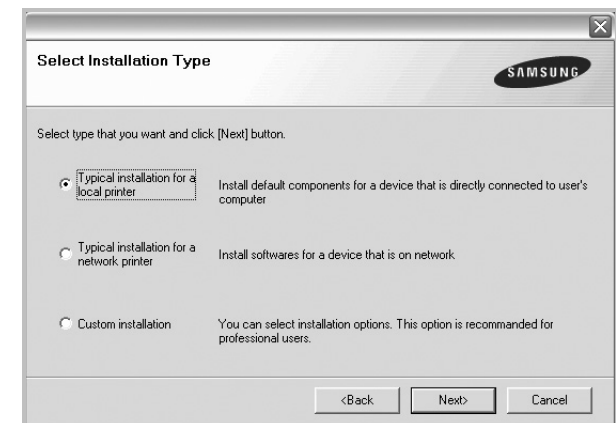 Select Installation Type
SAMSUNG
Select type that you want and click [Next] button.
Typical installation for a
local printer
Install default components for a device that is directly connected to user's
computer
Typical installation for a
network printer
Install softwares for a device that is on network
Custom installation
You can select installation options. This option is recommanded for
professional users.
<Back
Next>
Cancel